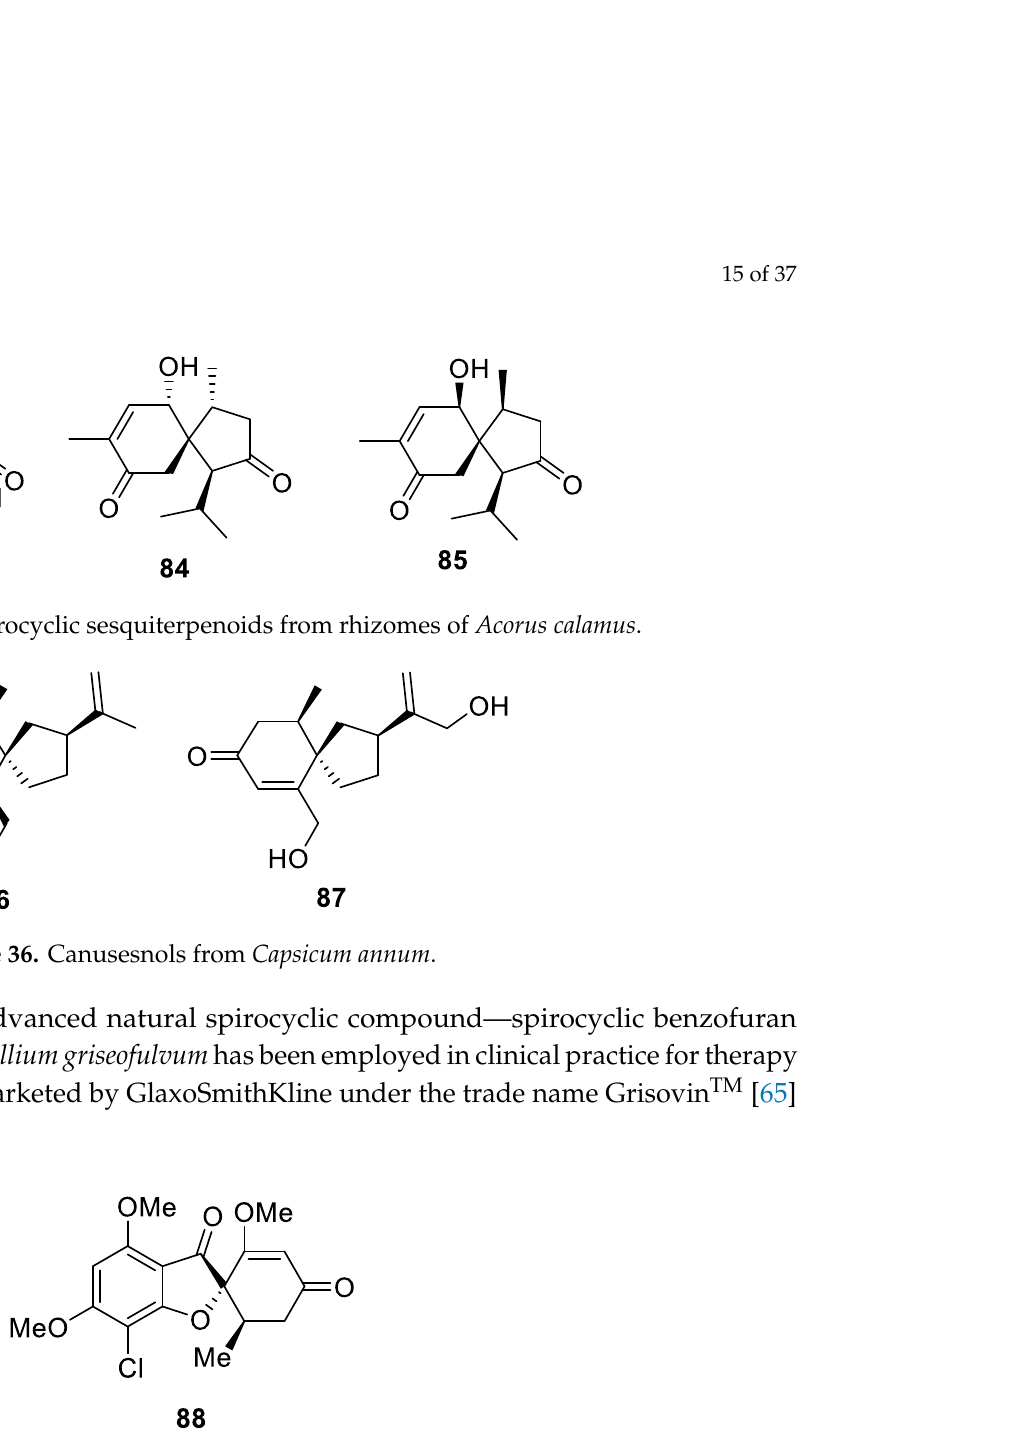 15 of 37
OH
OH
O
O
O
O
O
84
85
rocyclic sesquiterpenoids from rhizomes of Acorus calamus.
OH
O
HO
6
87
36. Canusesnols from Capsicum annum.
dvanced natural spirocyclic compound—spirocyclic benzofuran
llium griseofulvum has been employed in clinical practice for therapy
arketed by GlaxoSmithKline under the trade name Grisovin™ [65]
OMe
O
OMe
O
MeO
O
Me
Cl
88